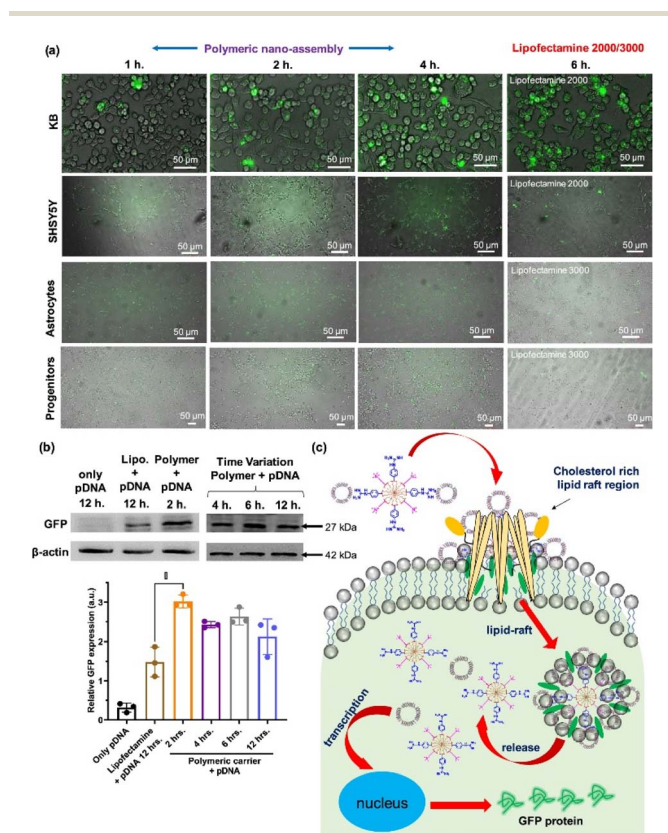 (a)
Polymeric nano-assembly
Lipofectamine 2000/3000
1 h.
2 h.
4 h.
6 h.
KB
50 µm
50 µm
50 µm
Lipofectamine 2000
50 µm
SHSY5Y
50 µm
50 µm
50 µm
Lipofectamine 2000
50 µm
Astrocytes
50 µm
50 µm
50 µm
Lipofectamine 3000
50 µm
Progenitors
50 µm
50 µm
50 µm
Lipofectamine 3000
50 µm
(b)
only
pDNA
12 h.
Lipo.
+
pDNA
12 h.
Polymer
+
pDNA
2 h.
Time Variation
Polymer + pDNA
4 h. 6 h. 12 h.
GFP
27 kDa
β-actin
42 kDa
Relative GFP expression (a.u.)
3
2
1
0
Only pDNA
Lipofectamine
+ pDNA 12 hrs.
2 hrs.
4 hrs.
6 hrs.
12 hrs.
Polymeric carrier
+ pDNA
(c)
Cholesterol rich
lipid raft region
lipid-raft
release
transcription
nucleus
GFP protein